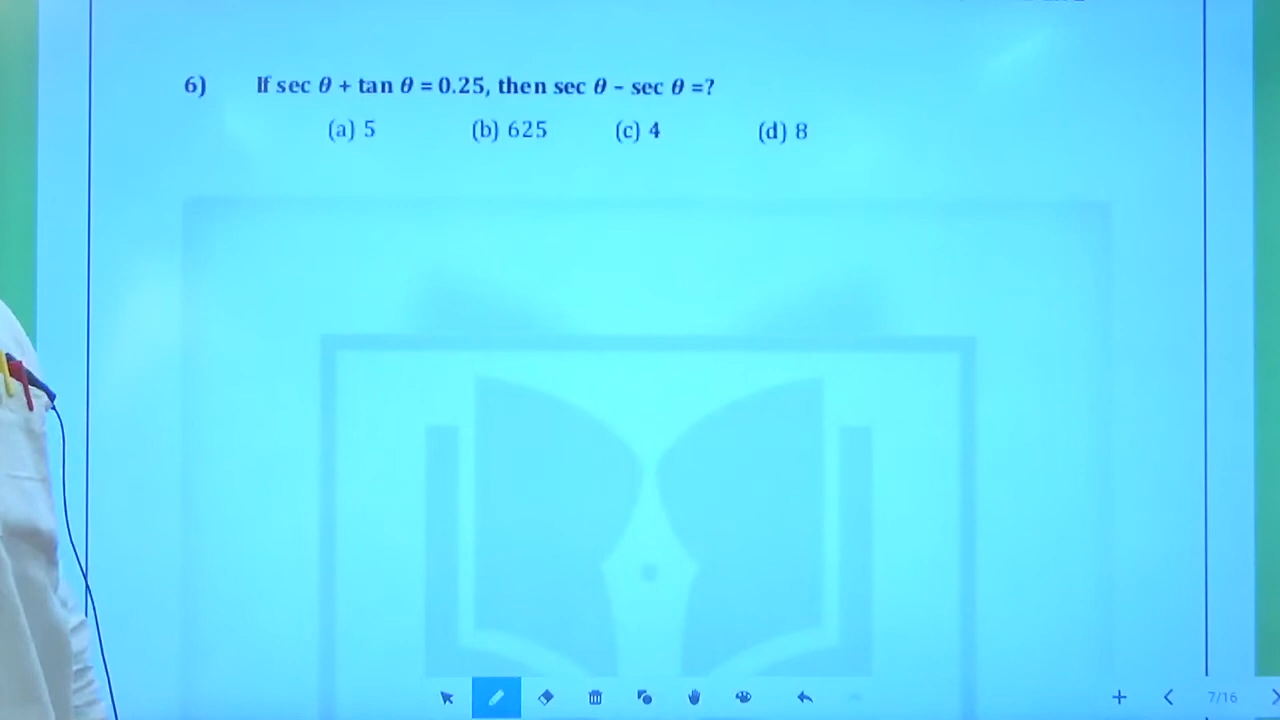 6) If sec θ + tan θ = 0.25, then sec θ – sec θ =?
(a) 5 (b) 625 (c) 4 (d) 8
7/16